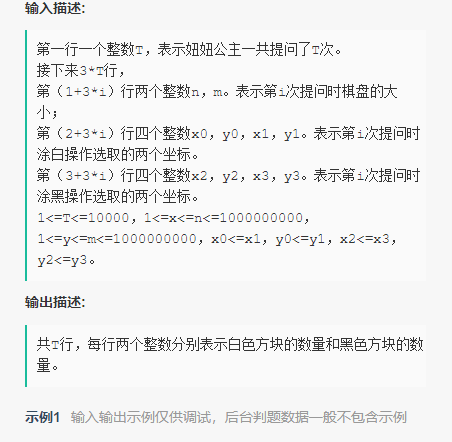 输入描述:
第一行一个整数T，表示妞妞公主一共提问了T次。
接下来3*T行，
第（1+3*i）行两个整数n，m。表示第i次提问时棋盘的大
小；
第（2+3*i）行四个整数x0，y0，x1，y1。表示第i次提问时
涂白操作选取的两个坐标。
第（3+3*i）行四个整数x2，y2，x3，y3。表示第i次提问时
涂黑操作选取的两个坐标。
1<=T<=10000，1<=x<=n<=1000000000，
1<=y<=m<=1000000000，x0<=x1，y0<=y1，x2<=x3，
y2<=y3。
输出描述:
共T行，每行两个整数分别表示白色方块的数量和黑色方块的数
量。
示例1 输入输出示例仅供调试，后台判题数据一般不包含示例